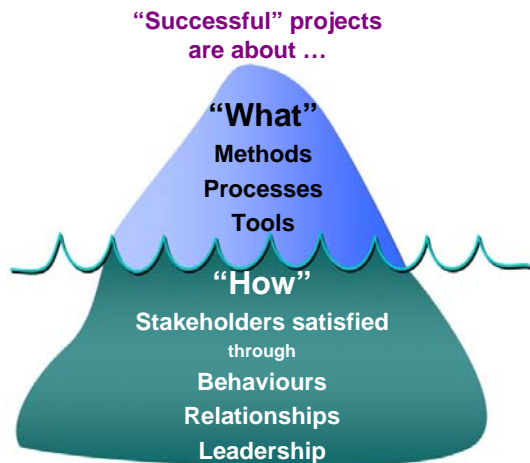 “Successful” projects
are about …
“What”
Methods
Processes
Tools
“How”
Stakeholders satisfied
through
Behaviours
Relationships
Leadership